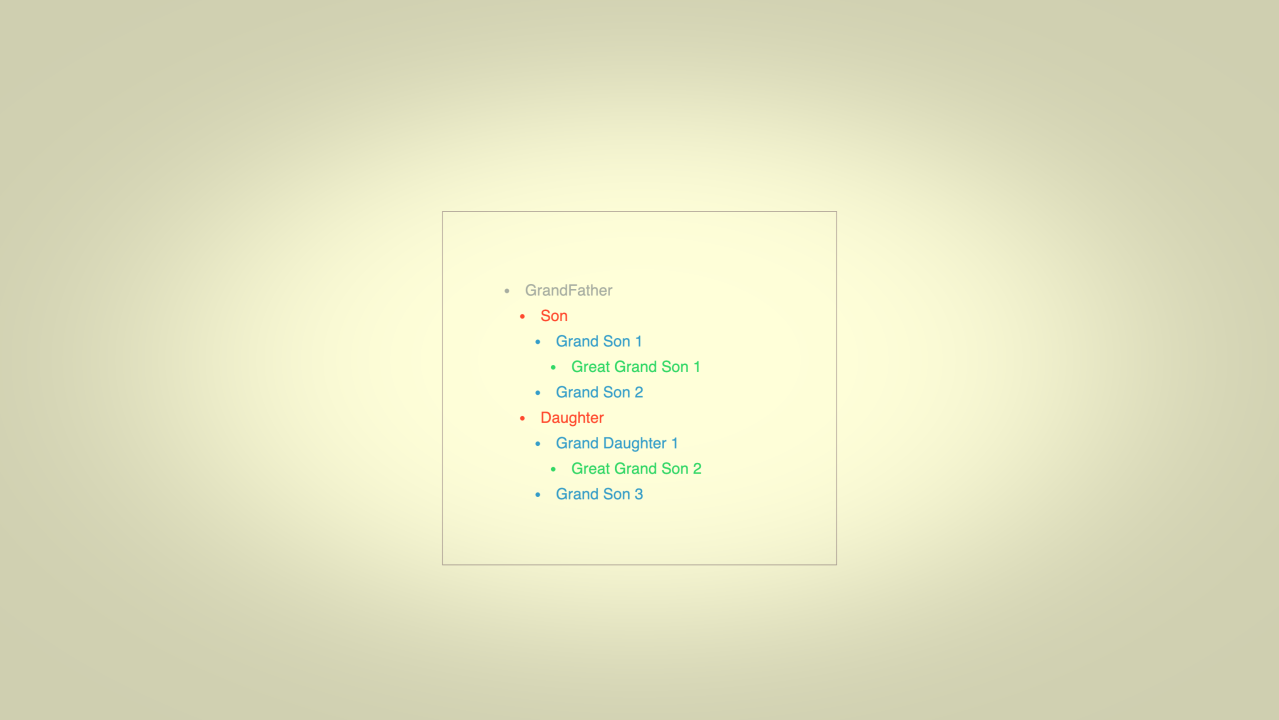 GrandFather
Son
Grand Son 1
Great Grand Son 1
Grand Son 2
Daughter
Grand Daughter 1
Great Grand Son 2
Grand Son 3